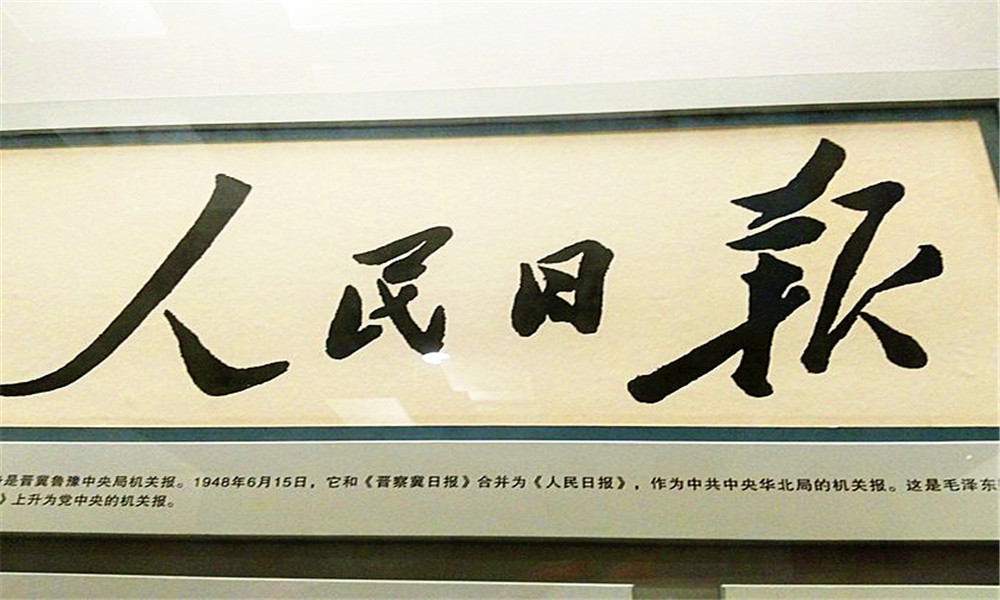 人民日报
是晋冀鲁豫中央局机关报。1948年6月15日，它和《晋察冀日报》合并为《人民日报》，作为中共中央华北局的机关报。这是毛泽东
》上升为党中央的机关报。